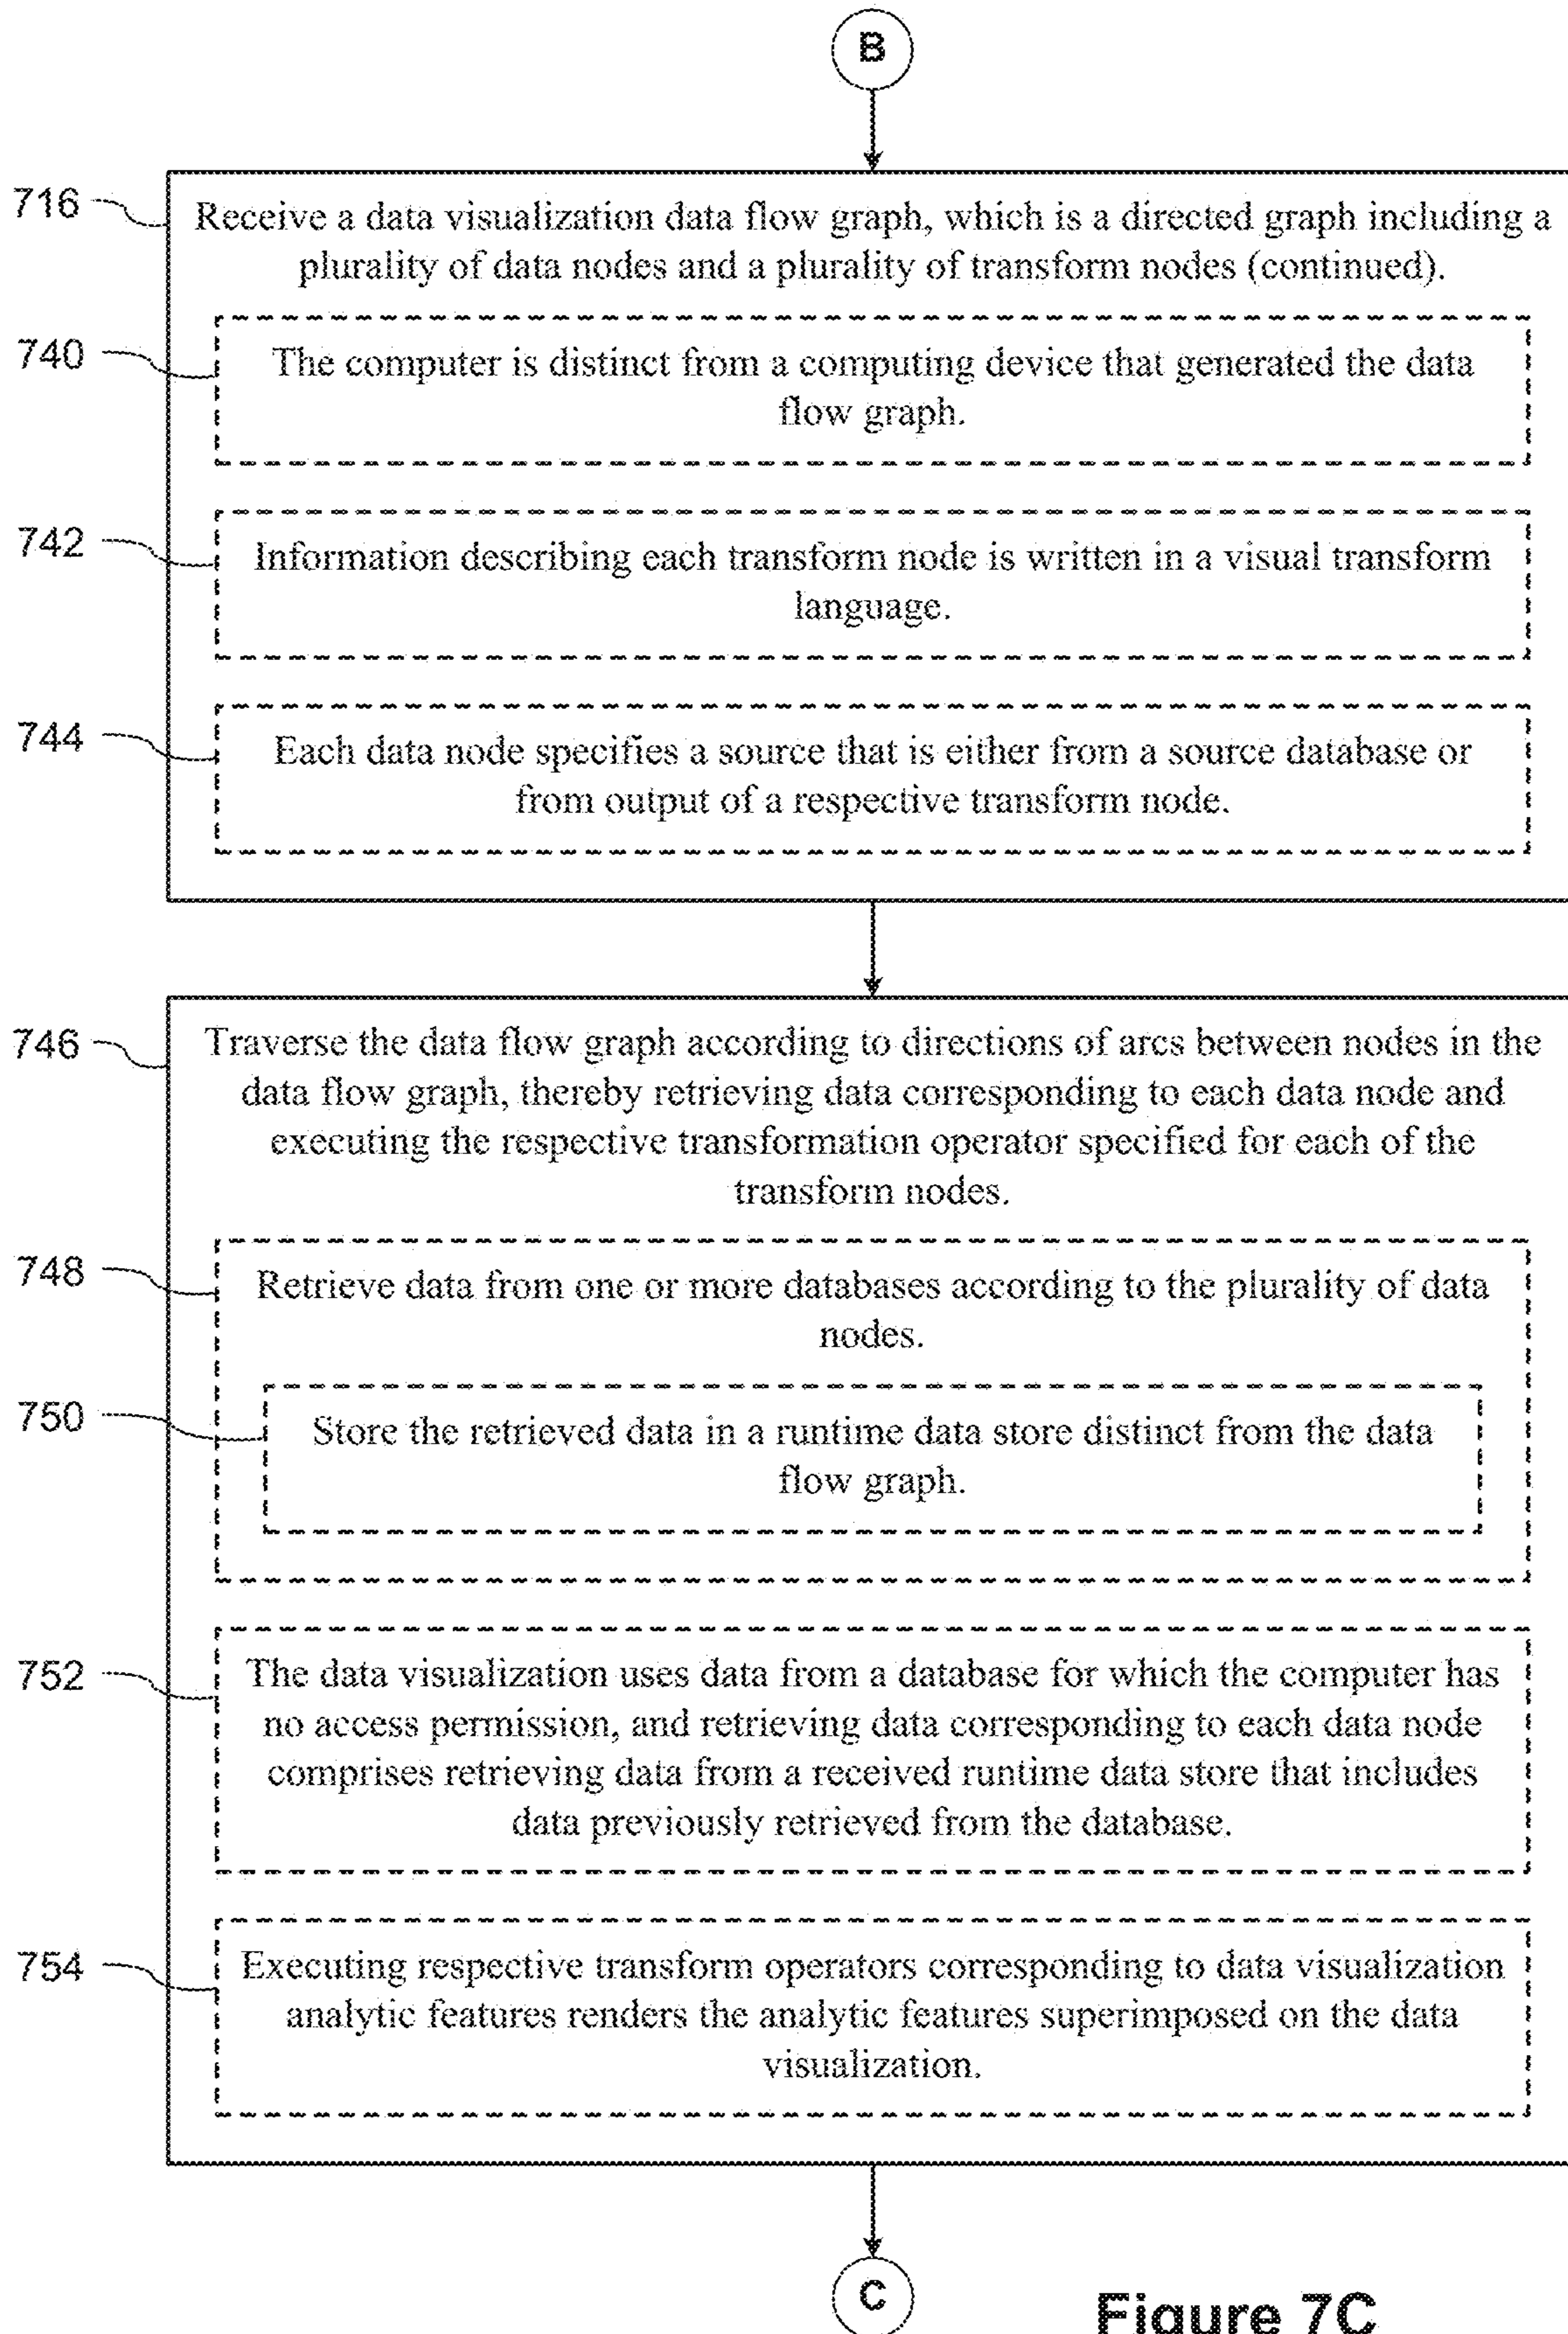 B
716
Receive a data visualization data flow graph, which is a directed graph including a
plurality of data nodes and a plurality of transform nodes (continued).
740
The computer is distinct from a computing device that generated the data
flow graph.
742
Information describing each transform node is written in a visual transform
language.
744
Each data node specifies a source that is either from a source database or
from output of a respective transform node.
746
Traverse the data flow graph according to directions of arcs between nodes in the
data flow graph, thereby retrieving data corresponding to each data node and
executing the respective transformation operator specified for each of the
transform nodes.
748
Retrieve data from one or more databases according to the plurality of data
nodes.
750
Store the retrieved data in a runtime data store distinct from the data
flow graph.
752
The data visualization uses data from a database for which the computer has
no access permission, and retrieving data corresponding to each data node
comprises retrieving data from a received runtime data store that includes
data previously retrieved from the database.
754
Executing respective transform operators corresponding to data visualization
analytic features renders the analytic features superimposed on the data
visualization.
C
Figure 7C